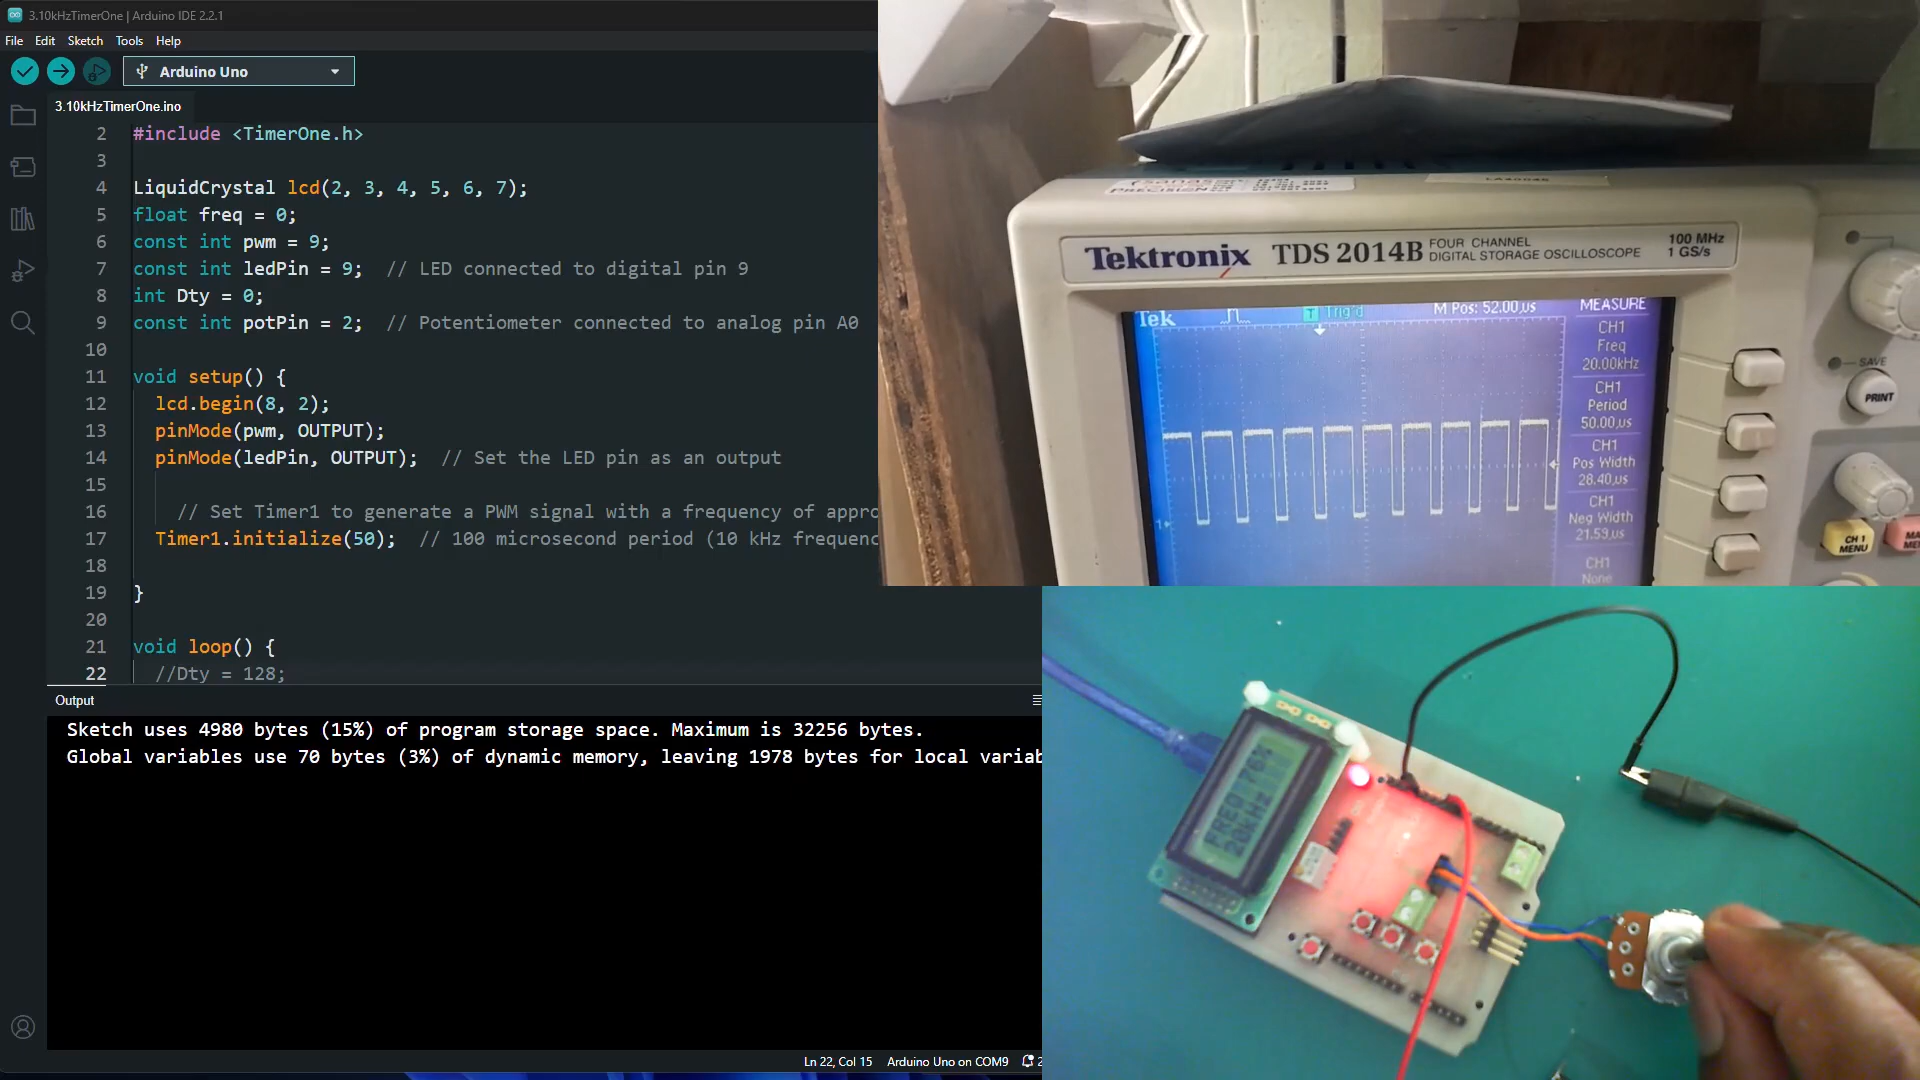 3.10kHzTimerOne | Arduino IDE 2.2.1
File Edit Sketch Tools Help
Arduino Uno
3.10kHzTimerOne.ino
2 #include <TimerOne.h>
3
4 LiquidCrystal lcd(2, 3, 4, 5, 6, 7);
5 float freq = 0;
6 const int pwm = 9;
7 const int ledPin = 9; // LED connected to digital pin 9
8 int Dty = 0;
9 const int potPin = 2; // Potentiometer connected to analog pin A0
10
11 void setup() {
12 lcd.begin(8, 2);
13 pinMode(pwm, OUTPUT);
14 pinMode(ledPin, OUTPUT); // Set the LED pin as an output
15
16 // Set Timer1 to generate a PWM signal with a frequency of appro
17 Timer1.initialize(50); // 100 microsecond period (10 kHz frequenc
18
19 }
20
21 void loop() {
22 //Dty = 128;
Output
Sketch uses 4980 bytes (15%) of program storage space. Maximum is 32256 bytes.
Global variables use 70 bytes (3%) of dynamic memory, leaving 1978 bytes for local variab
Ln 22, Col 15 Arduino Uno on COM9 2
PRECISION
Tektronix TDS 2014B FOUR CHANNEL
DIGITAL STORAGE OSCILLOSCOPE
100 MHz
1 GS/s
Tek T Trig'd M Pos: 52.00us MEASURE
CH1
Freq
20.00kHz
CH1
Period
50.00us
CH1
Pos Width
28.40us
CH1
Neg Width
21.59us
CH1
None
1
SAVE
PRINT
CH 1
MENU
MA
ME
FREQ 76%
20kHz